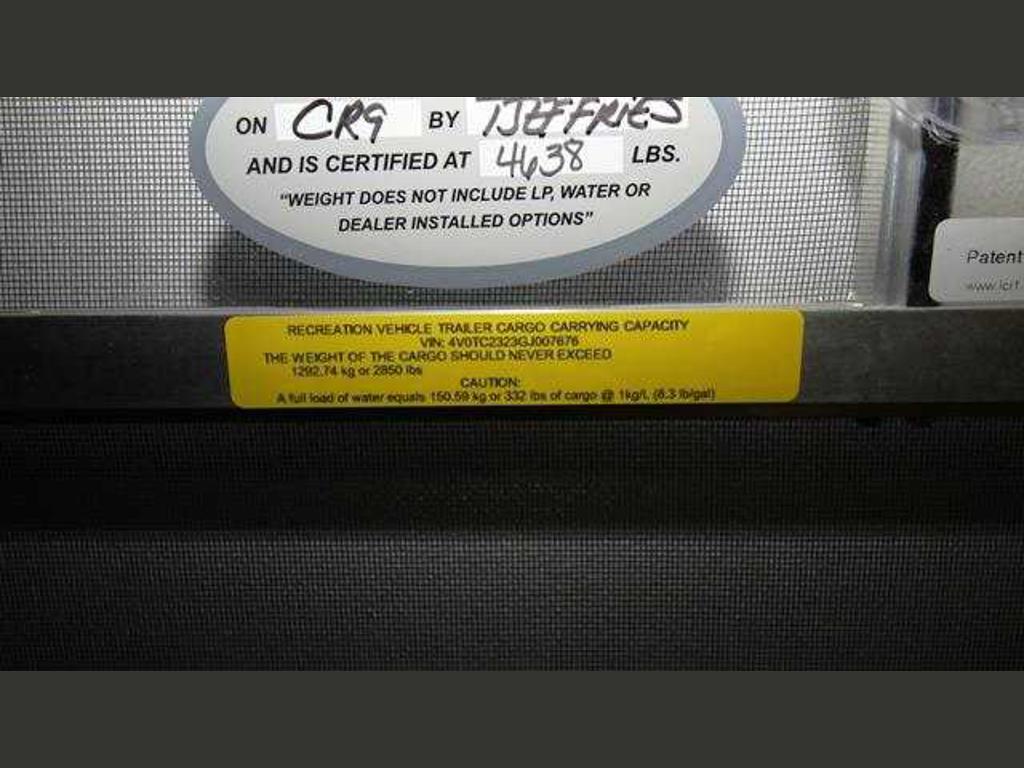 ON CR9 BY TJEFFRIES
AND IS CERTIFIED AT 4638 LBS.
"WEIGHT DOES NOT INCLUDE LP, WATER OR
DEALER INSTALLED OPTIONS"
Patent
www.lcrf.
RECREATION VEHICLE TRAILER CARGO CARRYING CAPACITY
VIN: 4V0TC2323GJ007676
THE WEIGHT OF THE CARGO SHOULD NEVER EXCEED
1292.74 kg or 2850 lbs
CAUTION:
A full load of water equals 150.59 kg or 332 lbs of cargo @ 1kg/L (8.3 lb/gal)